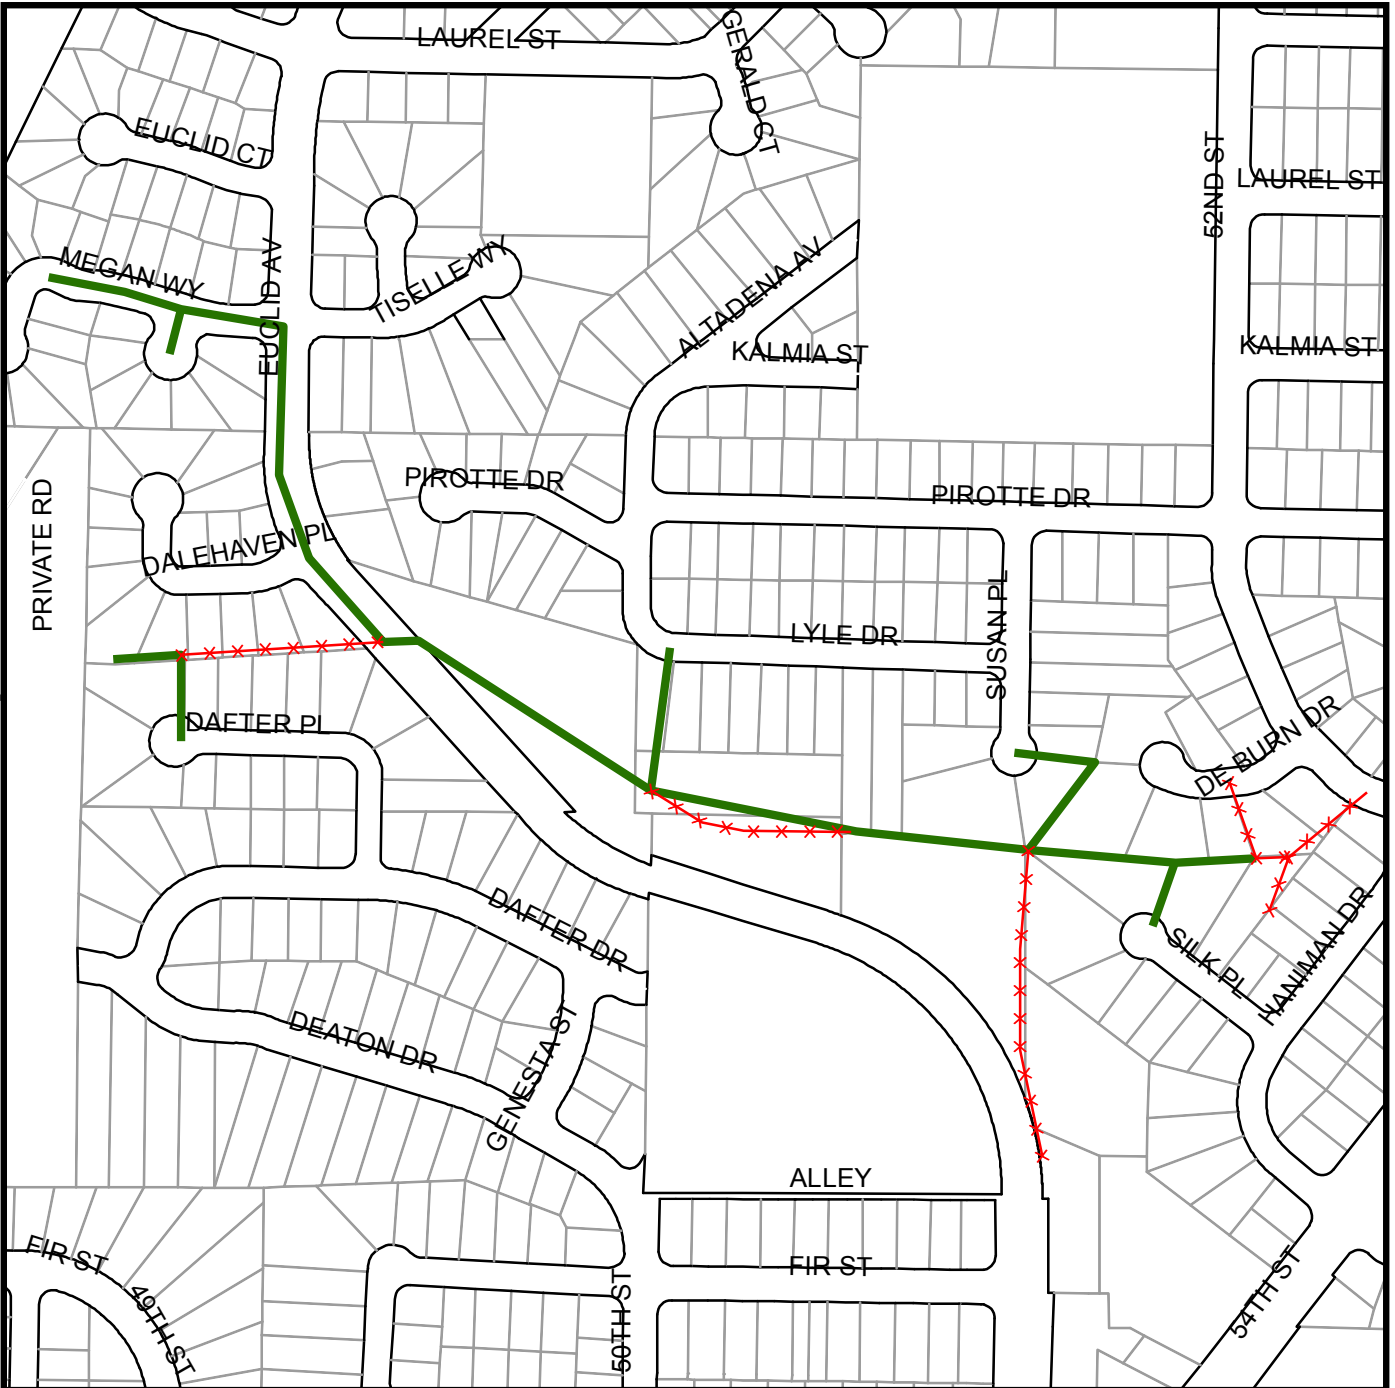 LAUREL ST
GERALD CT
EUCLID CT
52ND ST
LAUREL ST
MEGAN WY
EUCLID AV
TISELLE WY
ALTADENA AV
KALMIA ST
KALMIA ST
PRIVATE RD
PIROTTE DR
PIROTTE DR
DALEHAVEN PL
SUSAN PL
LYLE DR
DAFTER Pl
DE BURN DR
DAFTER DR
SILK PL
HANIMAN DR
DEATON DR
GENESTA ST
ALLEY
FIR ST
FIR ST
49TH ST
50TH ST
54TH ST